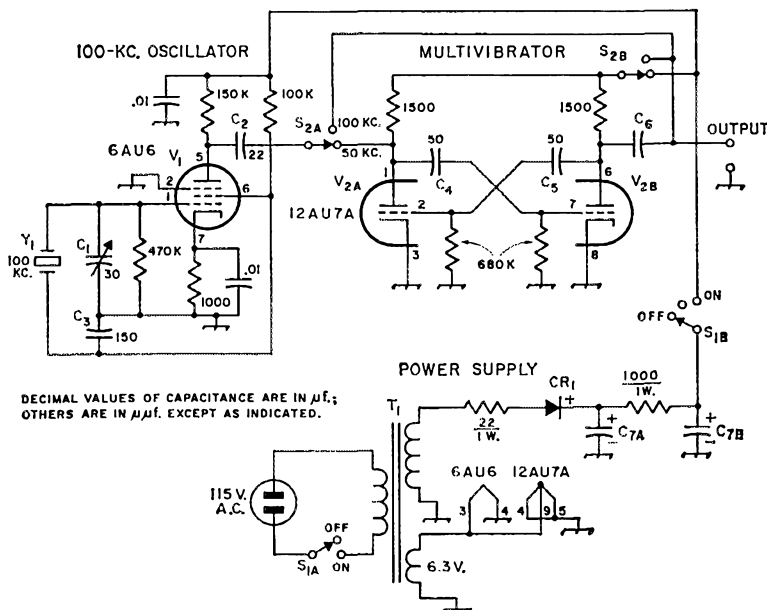 100-KC. OSCILLATOR
MULTIVIBRATOR
S2B
.01
150K
100K
C2
22
S2A
100 KC.
50 KC.
1500
1500
C6
OUTPUT
6AU6
V1
5
2
1
6
7
50
C4
50
C5
1
V2A
12AU7A
2
3
6
V2B
7
8
680K
Y1
100
KC.
C1
30
470K
1000
.01
C3
150
ON
OFF
S1B
POWER SUPPLY
DECIMAL VALUES OF CAPACITANCE ARE IN μf.;
OTHERS ARE IN μμf. EXCEPT AS INDICATED.
T1
22
1W.
CR1
+
1000
1W.
+
C7A
-
+
C7B
-
115 V.
A.C.
OFF
S1A
ON
6AU6
12AU7A
3
4
4
9
5
6.3V.